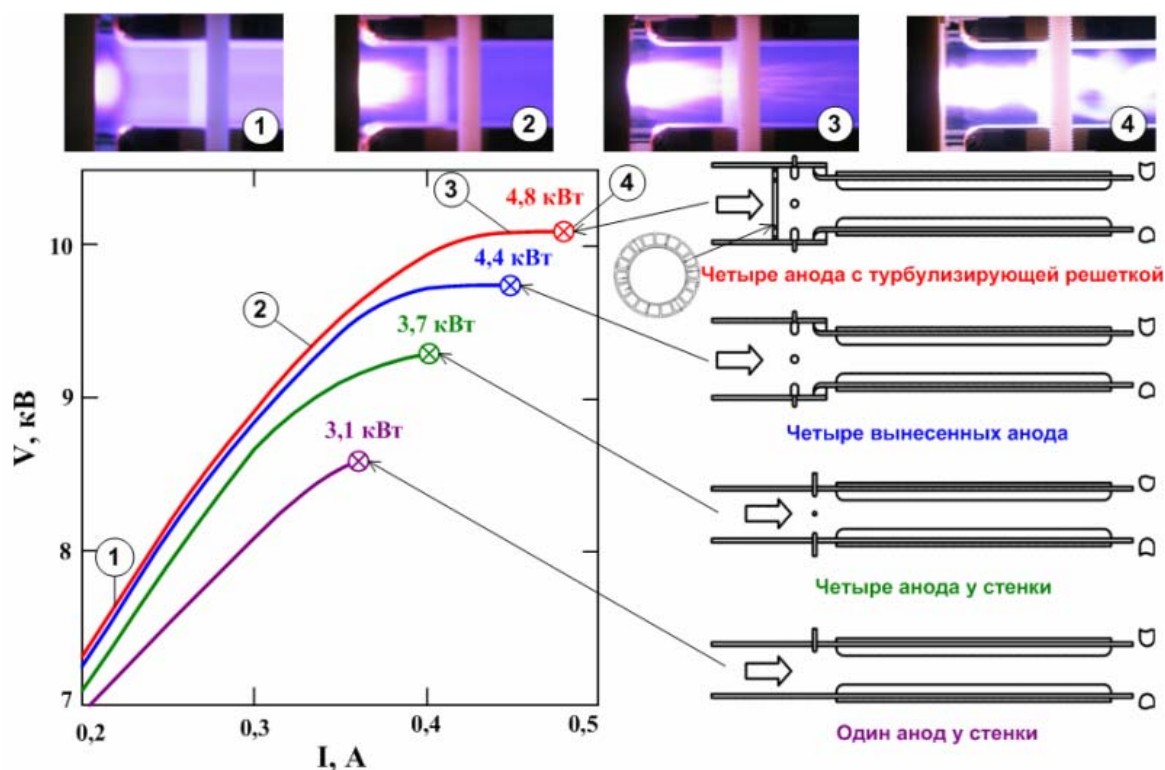 1
2
3
4
3
4
4,8 кВт
10
4,4 кВт
Четыре анода с турбулизирующей решеткой
2
3,7 кВт
9
V, кВ
3,1 кВт
Четыре вынесенных анода
1
8
Четыре анода у стенки
7
0,2
0,3
0,4
0,5
I, А
Один анод у стенки